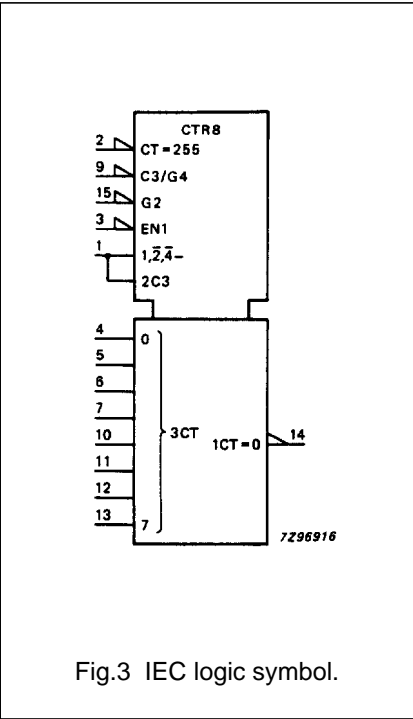 CTR8
2 CT=255
9 C3/G4
15 G2
3 EN1
1 1,2̅,4̅−
2C3
4 0
5
6
7
10 3CT
1CT=0 14
11
12
13 7
7Z96916
Fig.3 IEC logic symbol.